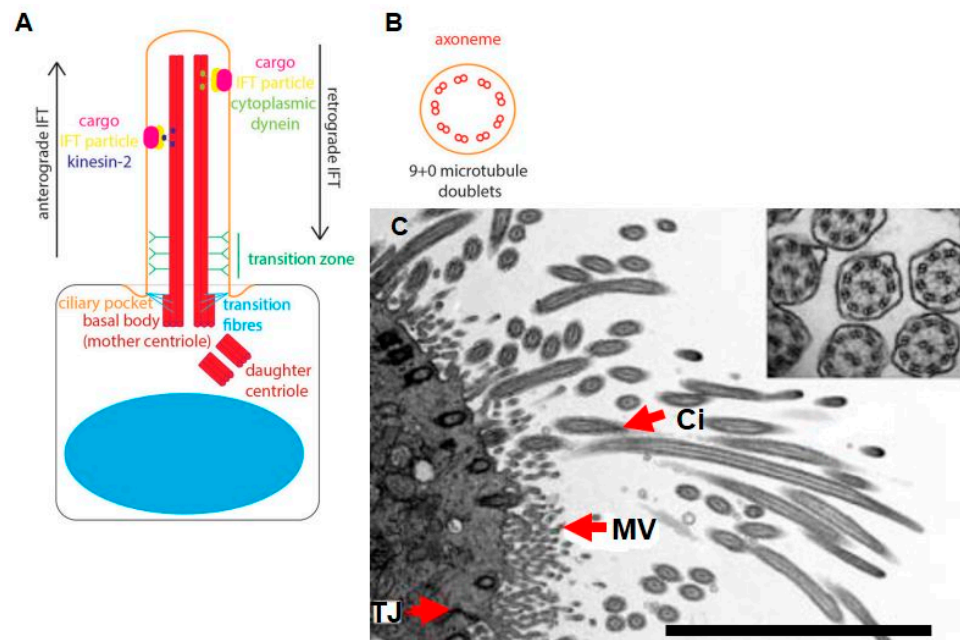 A
anterograde IFT
cargo
IFT particle
kinesin-2
cargo
IFT particle
cytoplasmic
dynein
retrograde IFT
transition zone
ciliary pocket
basal body
(mother centriole)
transition
fibres
daughter
centriole
B
axoneme
9+0 microtubule
doublets
C
Ci
MV
TJ